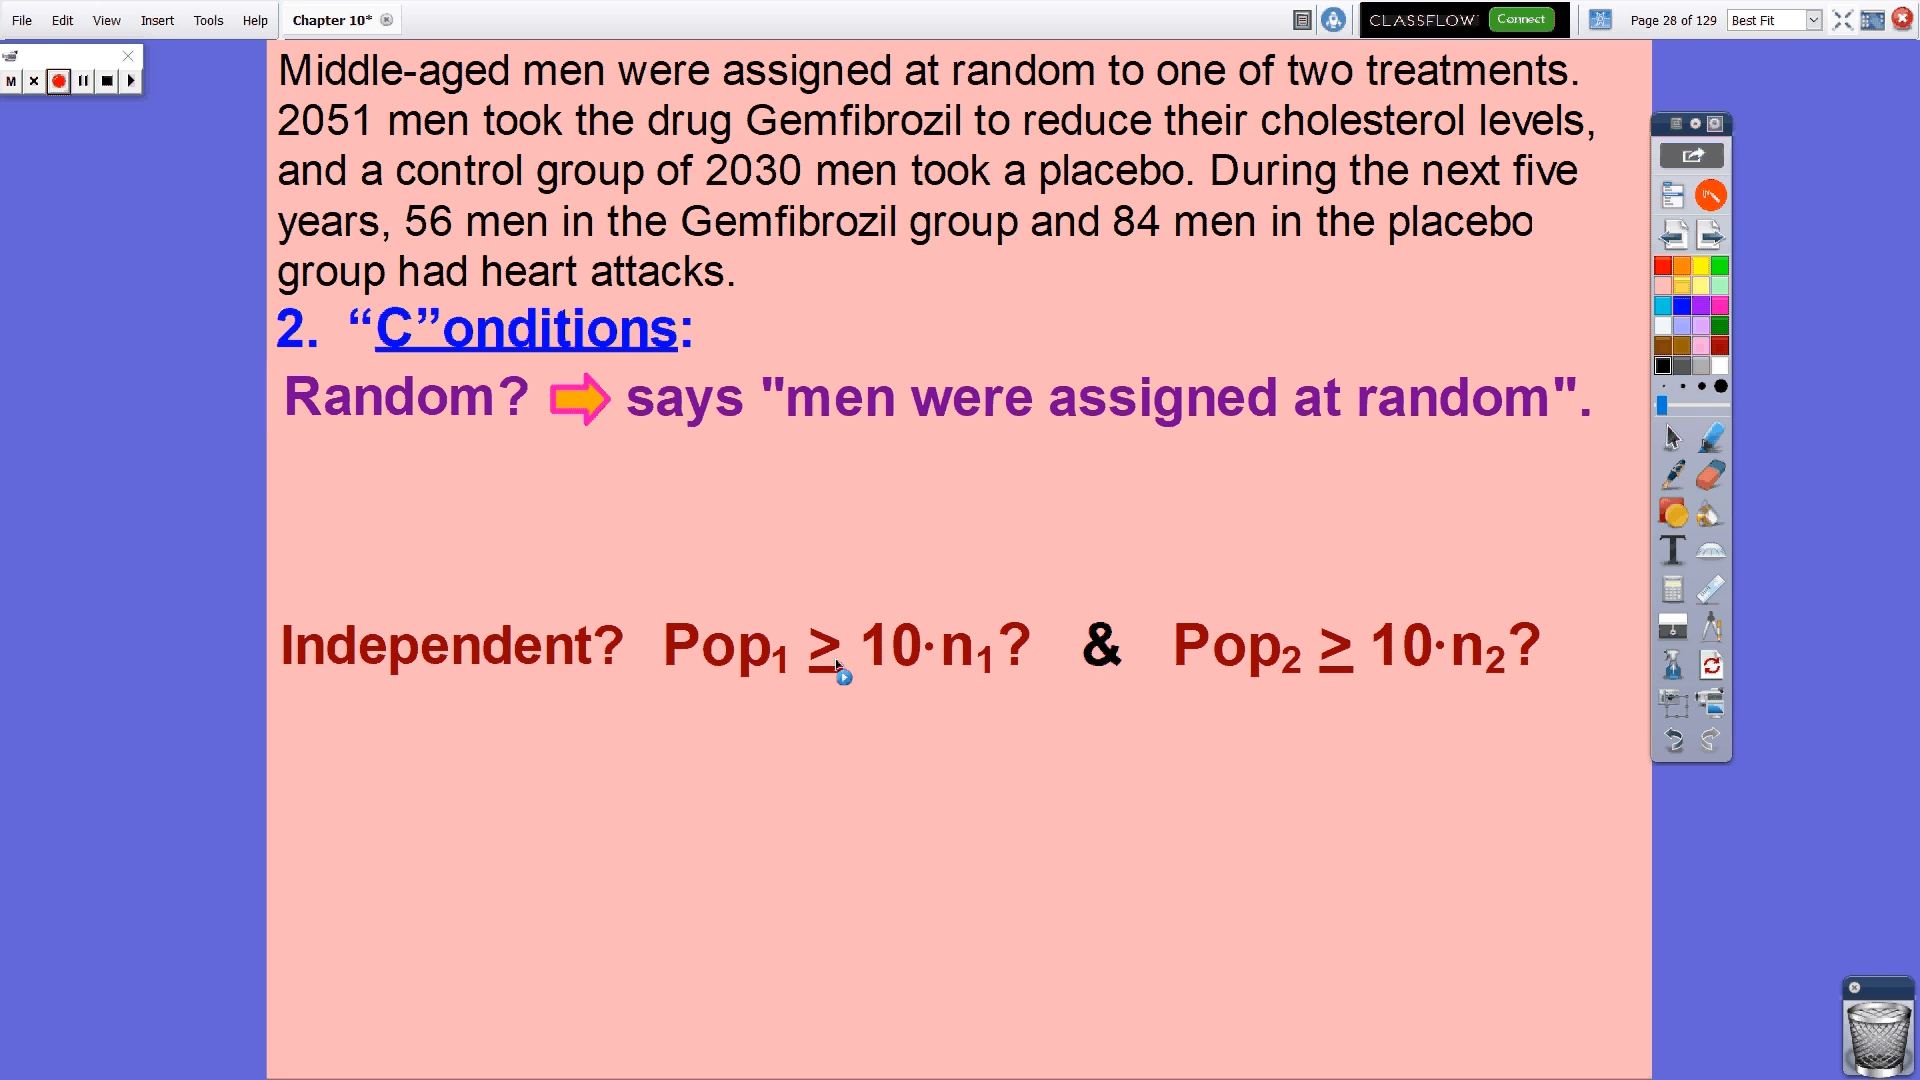 File Edit View Insert Tools Help Chapter 10* CLASSFLOW Connect Page 28 of 129 Best Fit
M
Middle-aged men were assigned at random to one of two treatments.
2051 men took the drug Gemfibrozil to reduce their cholesterol levels,
and a control group of 2030 men took a placebo. During the next five
years, 56 men in the Gemfibrozil group and 84 men in the placebo
group had heart attacks.
2. “C”onditions:
Random? says "men were assigned at random".
Independent? Pop₁ ≥ 10·n₁? & Pop₂ ≥ 10·n₂?